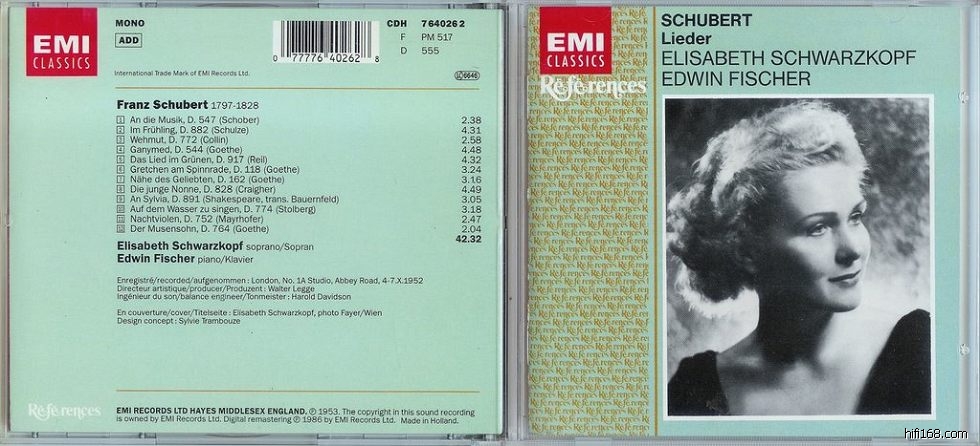 EMI
CLASSICS
MONO
ADD
0 77776 40262 8
CDH 7 64026 2
F PM 517
D 555
International Trade Mark of EMI Records Ltd.
6646
Franz Schubert 1797-1828
1 An die Musik, D. 547 (Schober) 2.38
2 Im Frühling, D. 882 (Schulze) 4.31
3 Wehmut, D. 772 (Collin) 2.58
4 Ganymed, D. 544 (Goethe) 4.48
5 Das Lied im Grünen, D. 917 (Reil) 4.32
6 Gretchen am Spinnrade, D. 118 (Goethe) 3.24
7 Nähe des Geliebten, D. 162 (Goethe) 3.16
8 Die junge Nonne, D. 828 (Craigher) 4.49
9 An Sylvia, D. 891 (Shakespeare, trans. Bauernfeld) 3.05
10 Auf dem Wasser zu singen, D. 774 (Stolberg) 3.18
11 Nachtviolen, D. 752 (Mayrhofer) 2.47
12 Der Musensohn, D. 764 (Goethe) 2.04
42.32
Elisabeth Schwarzkopf soprano/Sopran
Edwin Fischer piano/Klavier
Enregistré/recorded/aufgenommen : London, No. 1A Studio, Abbey Road, 4-7.X.1952
Directeur artistique/producer/Produzent : Walter Legge
Ingénieur du son/balance engineer/Tonmeister : Harold Davidson
En couverture/cover/Titelseite : Elisabeth Schwarzkopf, photo Fayer/Wien
Design concept : Sylvie Trambouze
Références
EMI RECORDS LTD HAYES MIDDLESEX ENGLAND. ℗ 1953. The copyright in this sound recording
is owned by EMI Records Ltd. Digital remastering ℗ 1986 by EMI Records Ltd. Made in Holland.
EMI
CLASSICS
Références
SCHUBERT
Lieder
ELISABETH SCHWARZKOPF
EDWIN FISCHER
hifi168.com